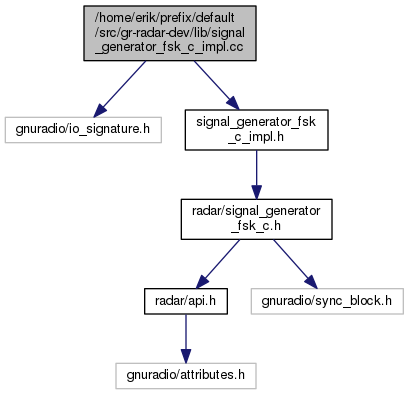 /home/erik/prefix/default
/src/gr-radar-dev/lib/signal
_generator_fsk_c_impl.cc
gnuradio/io_signature.h
signal_generator_fsk
_c_impl.h
radar/signal_generator
_fsk_c.h
radar/api.h
gnuradio/sync_block.h
gnuradio/attributes.h